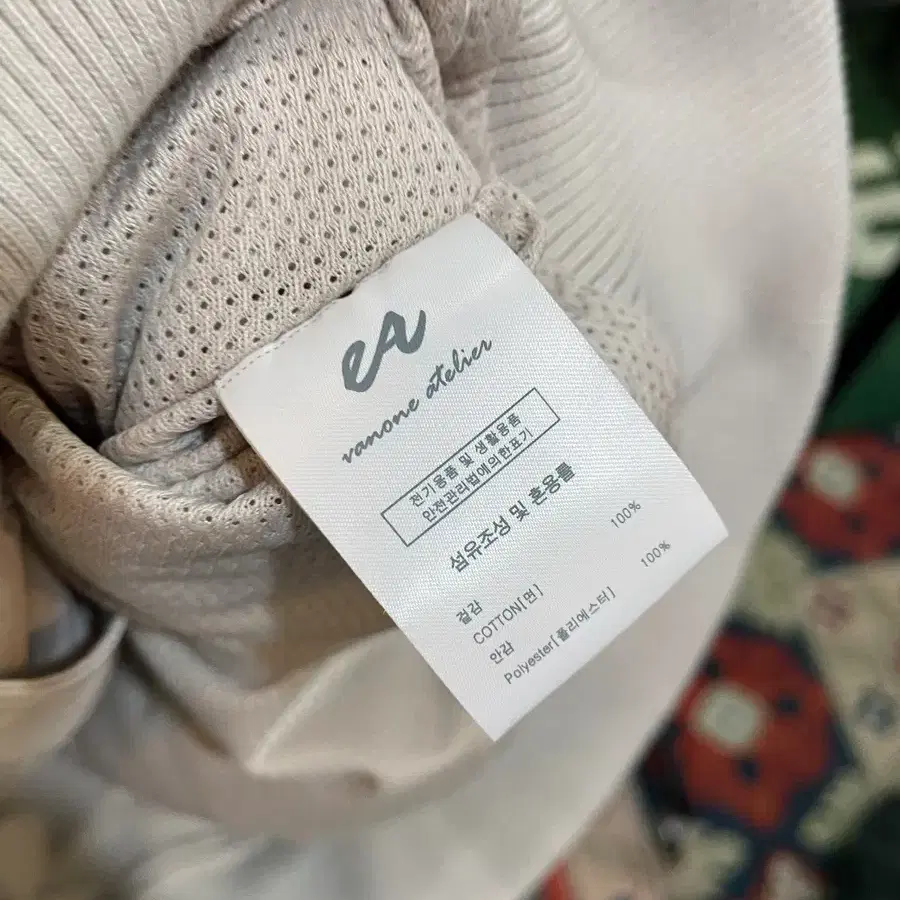 eA
vanone atelier
전기용품 및 생활용품
안전관리법에의한표기
섬유조성 및 혼용률
겉감
COTTON[면] 100%
안감
Polyester[폴리에스터] 100%